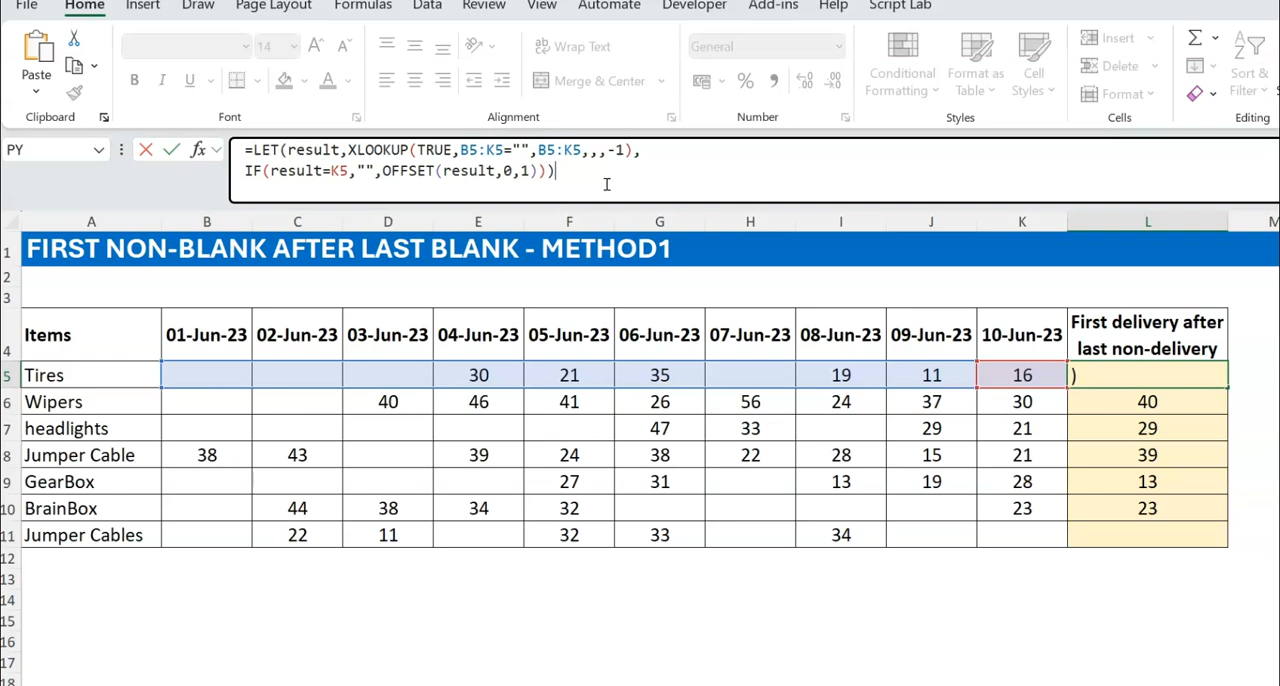 File Home Insert Draw Page Layout Formulas Data Review View Automate Developer Add-ins Help Script Lab
Paste
14 A A Wrap Text General Insert Σ
B I U A Merge & Center % Conditional Formatting Format as Table Cell Styles Delete Format Sort & Filter
Clipboard Font Alignment Number Styles Cells Editing
PY fx =LET(result,XLOOKUP(TRUE,B5:K5="",B5:K5,,,-1),
IF(result=K5,"",OFFSET(result,0,1)))
A B C D E F G H I J K L M
1 FIRST NON-BLANK AFTER LAST BLANK - METHOD1
2
3
4 Items 01-Jun-23 02-Jun-23 03-Jun-23 04-Jun-23 05-Jun-23 06-Jun-23 07-Jun-23 08-Jun-23 09-Jun-23 10-Jun-23 First delivery after last non-delivery
5 Tires 30 21 35 19 11 16 )
6 Wipers 40 46 41 26 56 24 37 30 40
7 headlights 47 33 29 21 29
8 Jumper Cable 38 43 39 24 38 22 28 15 21 39
9 GearBox 27 31 13 19 28 13
10 BrainBox 44 38 34 32 23 23
11 Jumper Cables 22 11 32 33 34
12
13
14
15
16
17
18